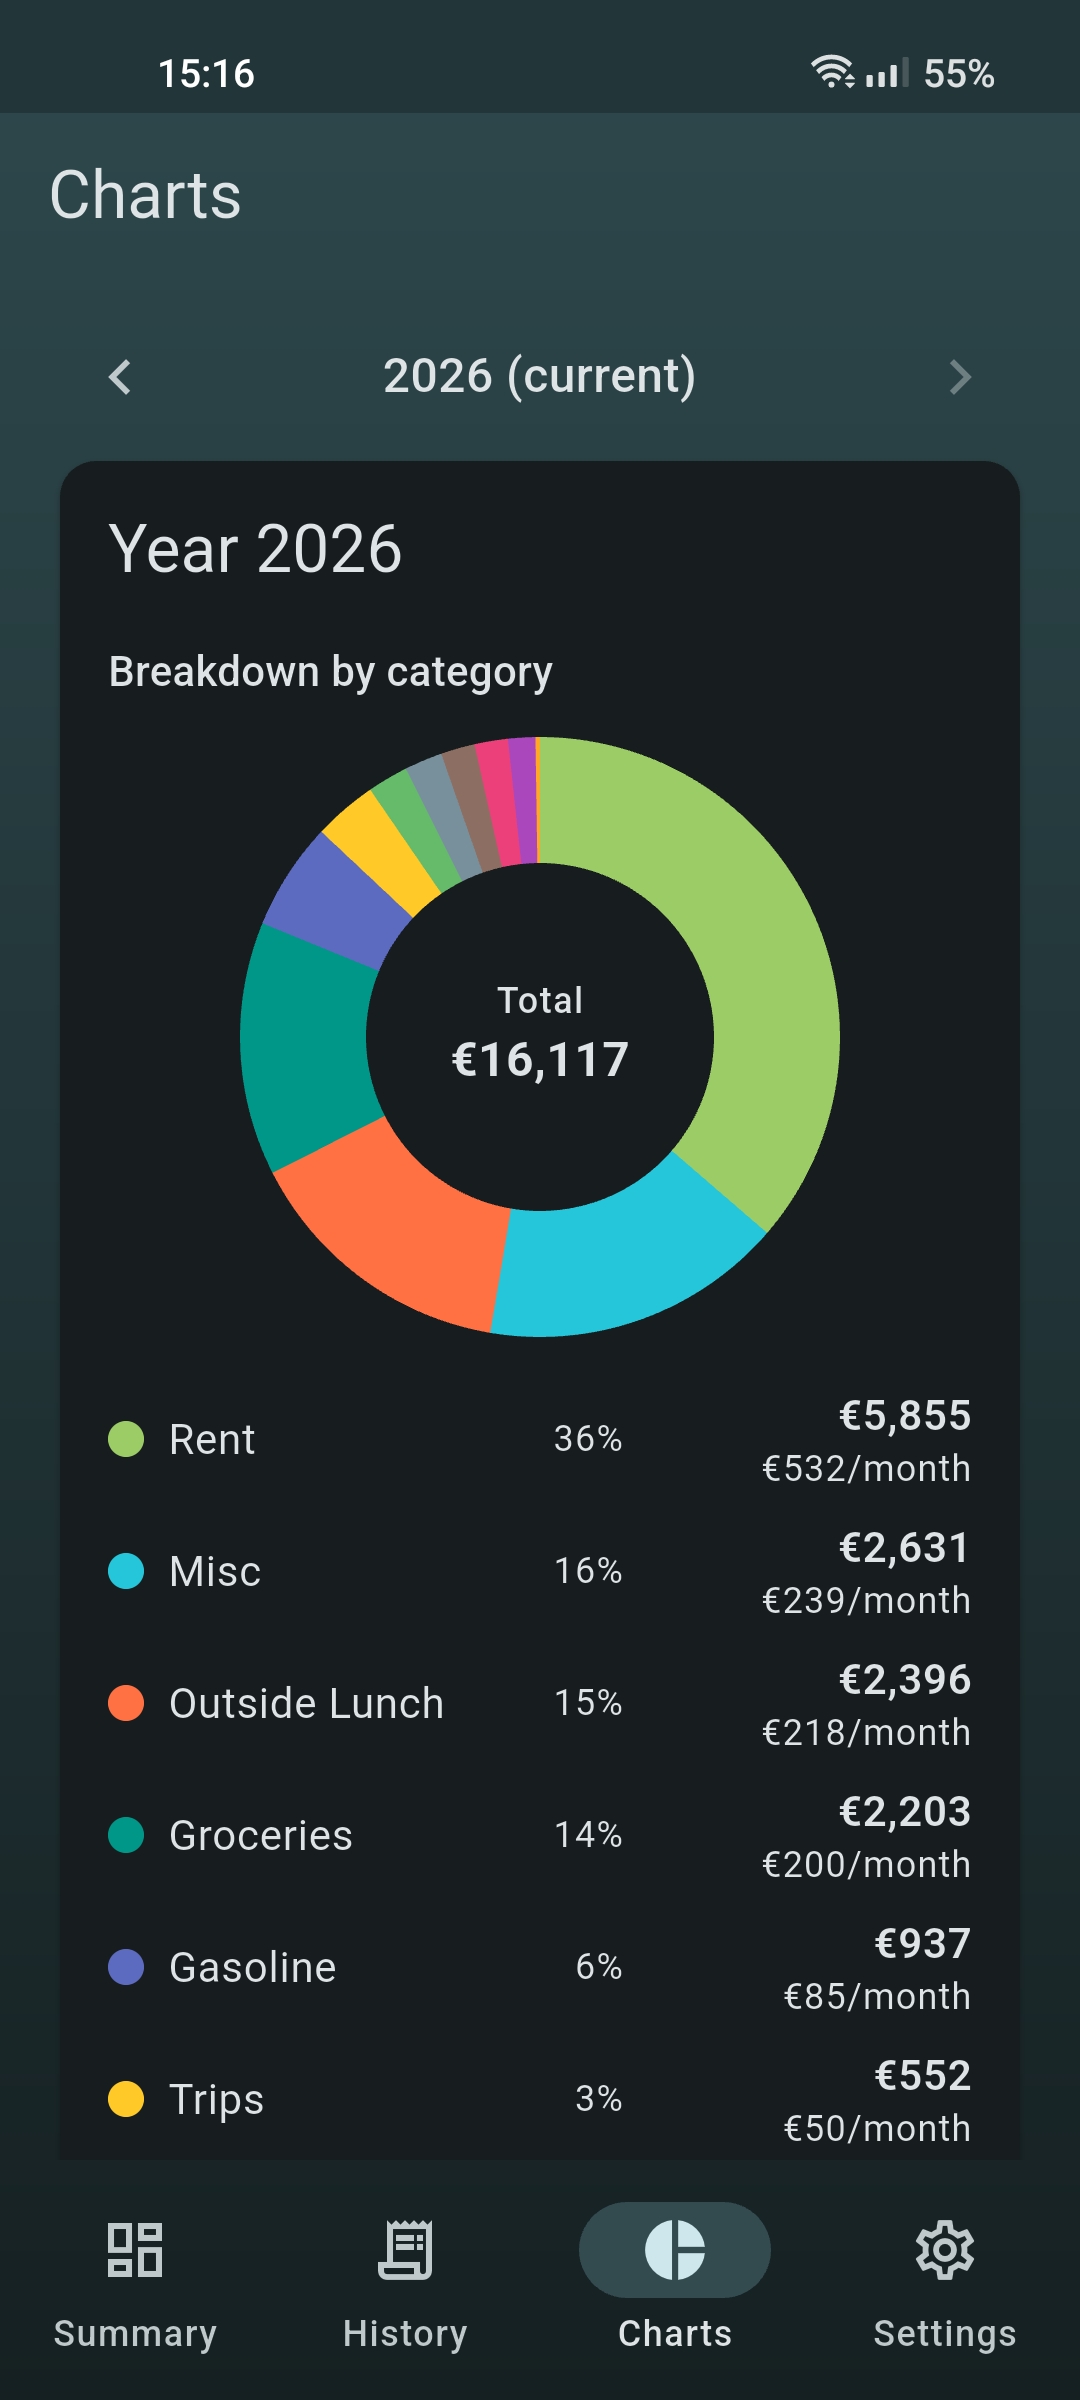 15:16 55%
Charts
2026 (current)
Year 2026
Breakdown by category
Total
€16,117
Rent 36% €5,855
€532/month
Misc 16% €2,631
€239/month
Outside Lunch 15% €2,396
€218/month
Groceries 14% €2,203
€200/month
Gasoline 6% €937
€85/month
Trips 3% €552
€50/month
Summary History Charts Settings